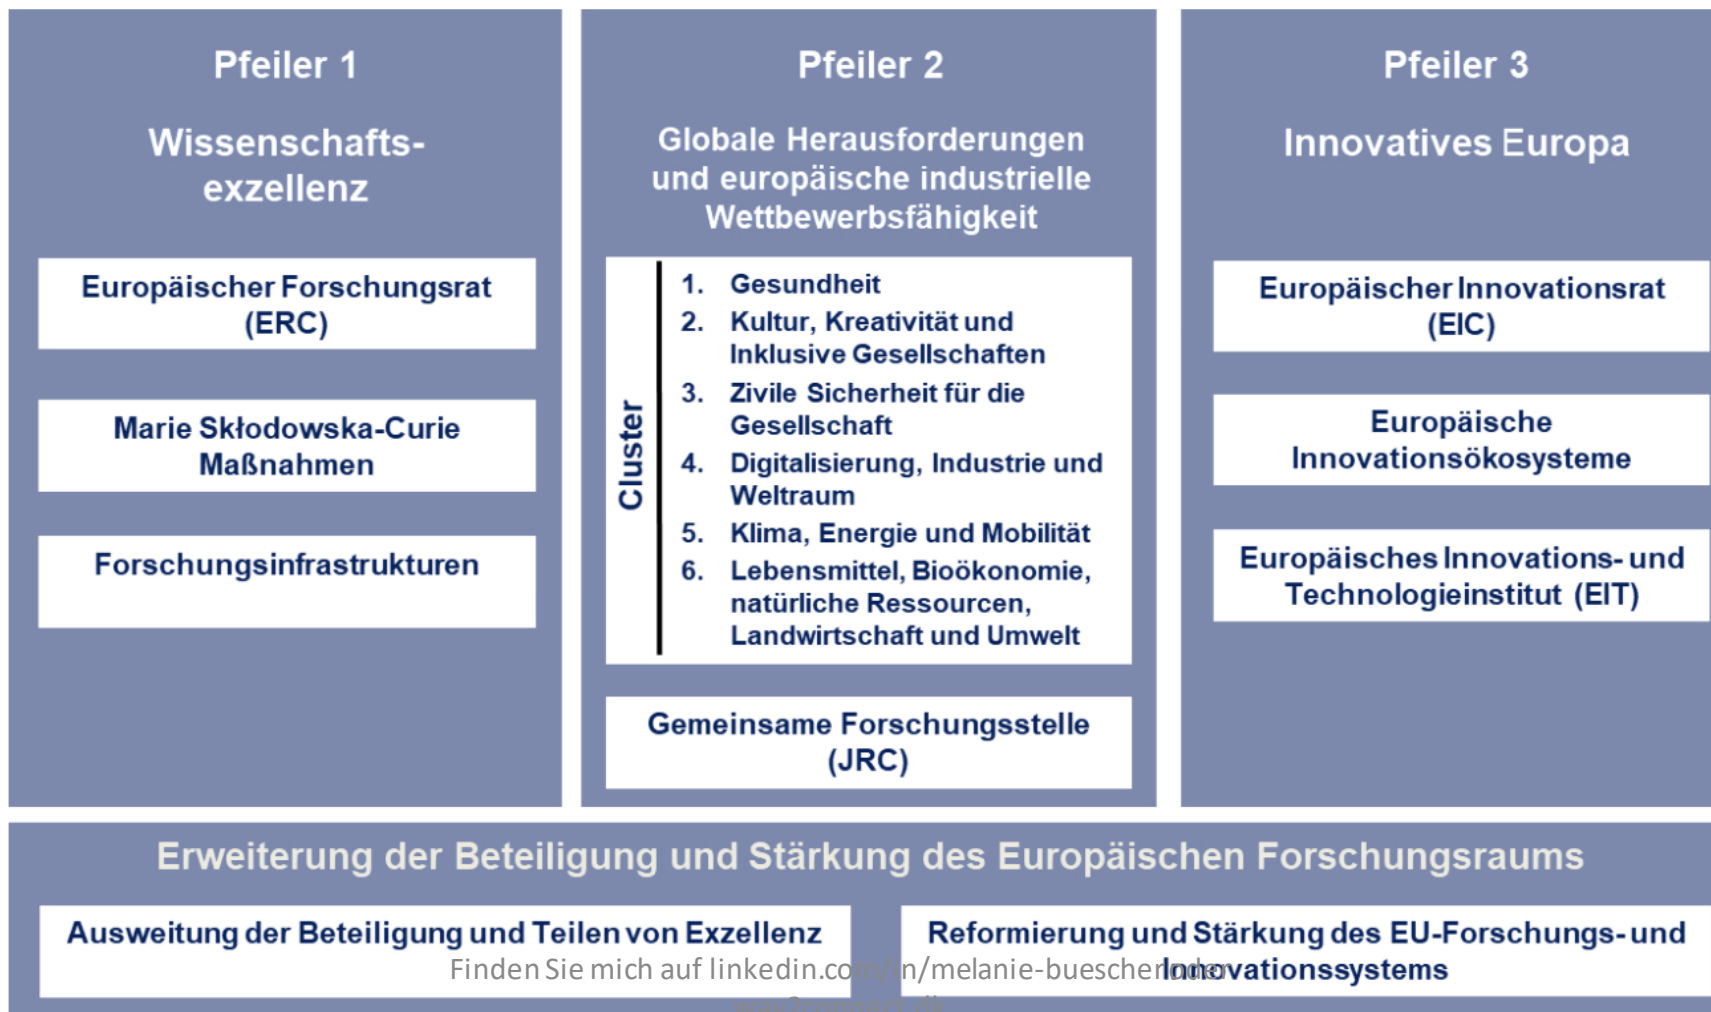 Pfeiler 1
Wissenschafts-
exzellenz
Europäischer Forschungsrat
(ERC)
Marie Skłodowska-Curie
Maßnahmen
Forschungsinfrastrukturen
Pfeiler 2
Globale Herausforderungen
und europäische industrielle
Wettbewerbsfähigkeit
Cluster
1. Gesundheit
2. Kultur, Kreativität und
Inklusive Gesellschaften
3. Zivile Sicherheit für die
Gesellschaft
4. Digitalisierung, Industrie und
Weltraum
5. Klima, Energie und Mobilität
6. Lebensmittel, Bioökonomie,
natürliche Ressourcen,
Landwirtschaft und Umwelt
Gemeinsame Forschungsstelle
(JRC)
Pfeiler 3
Innovatives Europa
Europäischer Innovationsrat
(EIC)
Europäische
Innovationsökosysteme
Europäisches Innovations- und
Technologieinstitut (EIT)
Erweiterung der Beteiligung und Stärkung des Europäischen Forschungsraums
Ausweitung der Beteiligung und Teilen von Exzellenz
Reformierung und Stärkung des EU-Forschungs- und
Innovationssystems
Finden Sie mich auf linkedin.com/in/melanie-buescher oder